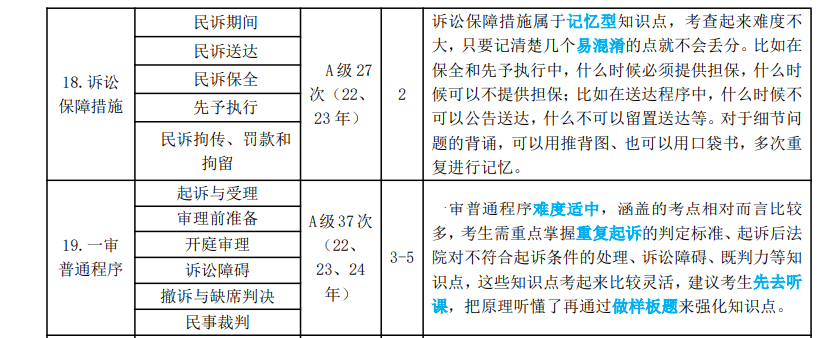 18.诉讼
保障措施
民诉期间
民诉送达
民诉保全
先予执行
民诉拘传、罚款和
拘留
A 级 27
次（22、
23 年）
2
诉讼保障措施属于记忆型知识点，考查起来难度不
大，只要记清楚几个易混淆的点就不会丢分。比如在
保全和先予执行中，什么时候必须提供担保，什么时
候可以不提供担保；比如在送达程序中，什么时候不
可以公告送达，什么不可以留置送达等。对于细节问
题的背诵，可以用推背图、也可以用口袋书，多次重
复进行记忆。
19.一审
普通程序
起诉与受理
审理前准备
开庭审理
诉讼障碍
撤诉与缺席判决
民事裁判
A级37次
（22、
23、24
年）
3-5
一审普通程序难度适中，涵盖的考点相对而言比较
多，考生需重点掌握重复起诉的判定标准、起诉后法
院对不符合起诉条件的处理、诉讼障碍、既判力等知
识点，这些知识点考起来比较灵活，建议考生先去听
课，把原理听懂了再通过做样板题来强化知识点。